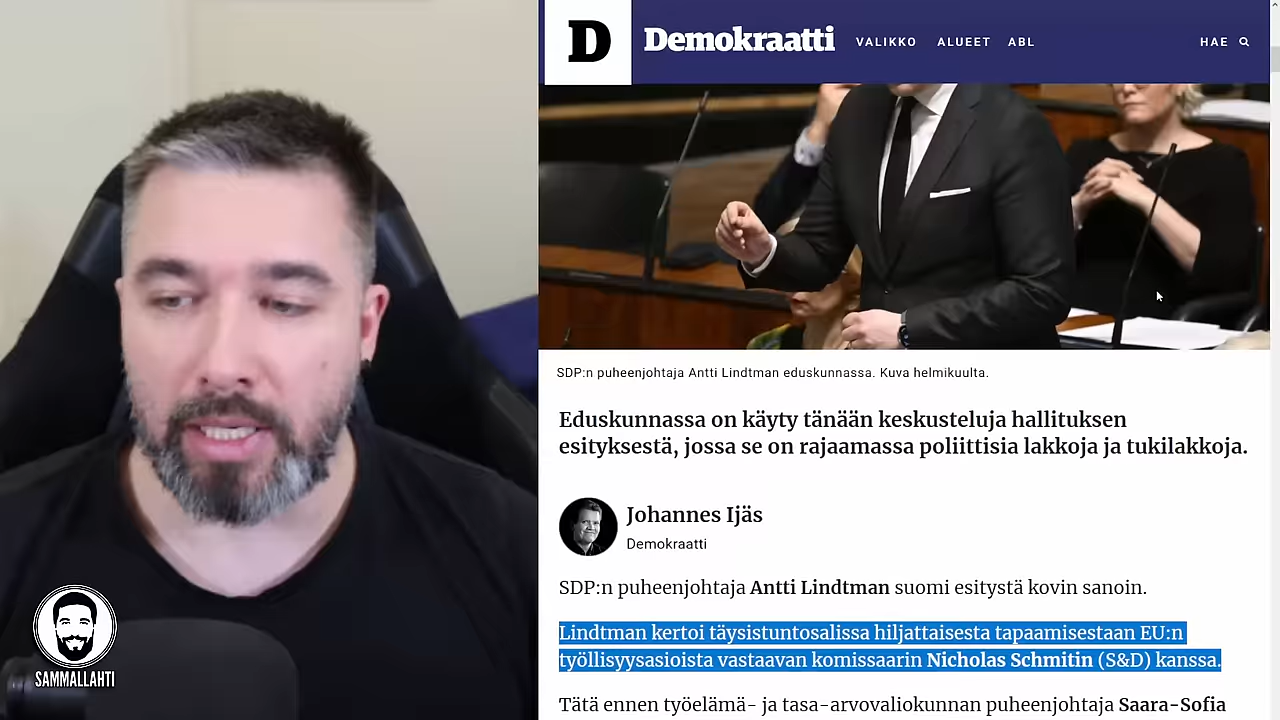 D
Demokraatti
VALIKKO
ALUEET
ABL
HAE
SDP:n puheenjohtaja Antti Lindtman eduskunnassa. Kuva helmikuulta.
Eduskunnassa on käyty tänään keskusteluja hallituksen
esityksestä, jossa se on rajaamassa poliittisia lakkoja ja tukilakkoja.
Johannes Ijäs
Demokraatti
SDP:n puheenjohtaja Antti Lindtman suomi esitystä kovin sanoin.
Lindtman kertoi täysistuntosalissa hiljattaisesta tapaamisestaan EU:n
työllisyysasioista vastaavan komissaarin Nicholas Schmitin (S&D) kanssa.
Tätä ennen työelämä- ja tasa-arvovaliokunnan puheenjohtaja Saara-Sofia
SAMMALLAHTI